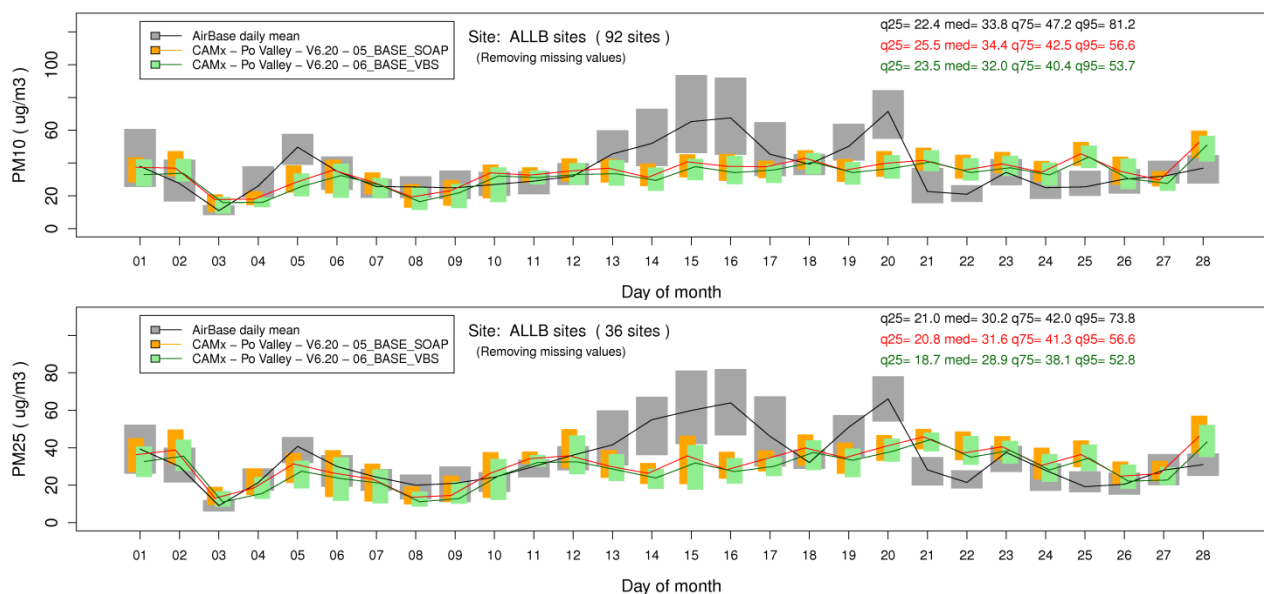 AirBase daily mean
CAMx – Po Valley – V6.20 – 05_BASE_SOAP
CAMx – Po Valley – V6.20 – 06_BASE_VBS
Site: ALLB sites ( 92 sites )
(Removing missing values)
q25= 22.4 med= 33.8 q75= 47.2 q95= 81.2
q25= 25.5 med= 34.4 q75= 42.5 q95= 56.6
q25= 23.5 med= 32.0 q75= 40.4 q95= 53.7
PM10 ( ug/m3 )
100
60
20
0
01 02 03 04 05 06 07 08 09 10 11 12 13 14 15 16 17 18 19 20 21 22 23 24 25 26 27 28
Day of month
AirBase daily mean
CAMx – Po Valley – V6.20 – 05_BASE_SOAP
CAMx – Po Valley – V6.20 – 06_BASE_VBS
Site: ALLB sites ( 36 sites )
(Removing missing values)
q25= 21.0 med= 30.2 q75= 42.0 q95= 73.8
q25= 20.8 med= 31.6 q75= 41.3 q95= 56.6
q25= 18.7 med= 28.9 q75= 38.1 q95= 52.8
PM25 ( ug/m3 )
80
60
40
20
0
01 02 03 04 05 06 07 08 09 10 11 12 13 14 15 16 17 18 19 20 21 22 23 24 25 26 27 28
Day of month